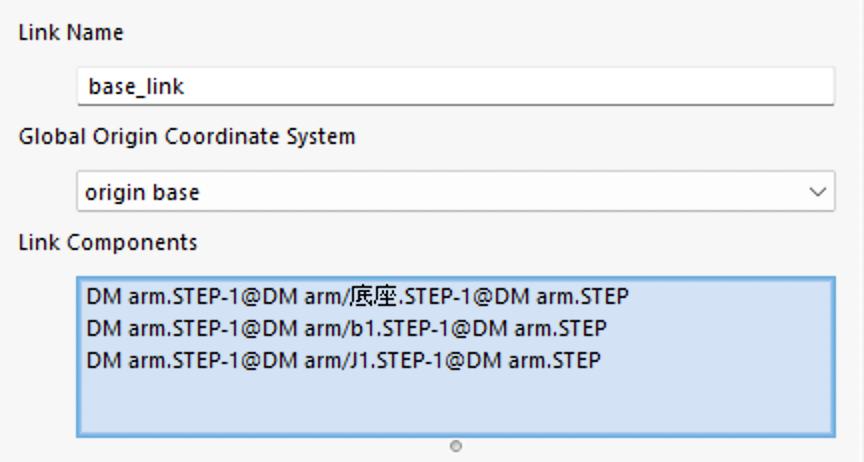 Link Name
base_link
Global Origin Coordinate System
origin base
Link Components
DM arm.STEP-1@DM arm/底座.STEP-1@DM arm.STEP
DM arm.STEP-1@DM arm/b1.STEP-1@DM arm.STEP
DM arm.STEP-1@DM arm/J1.STEP-1@DM arm.STEP